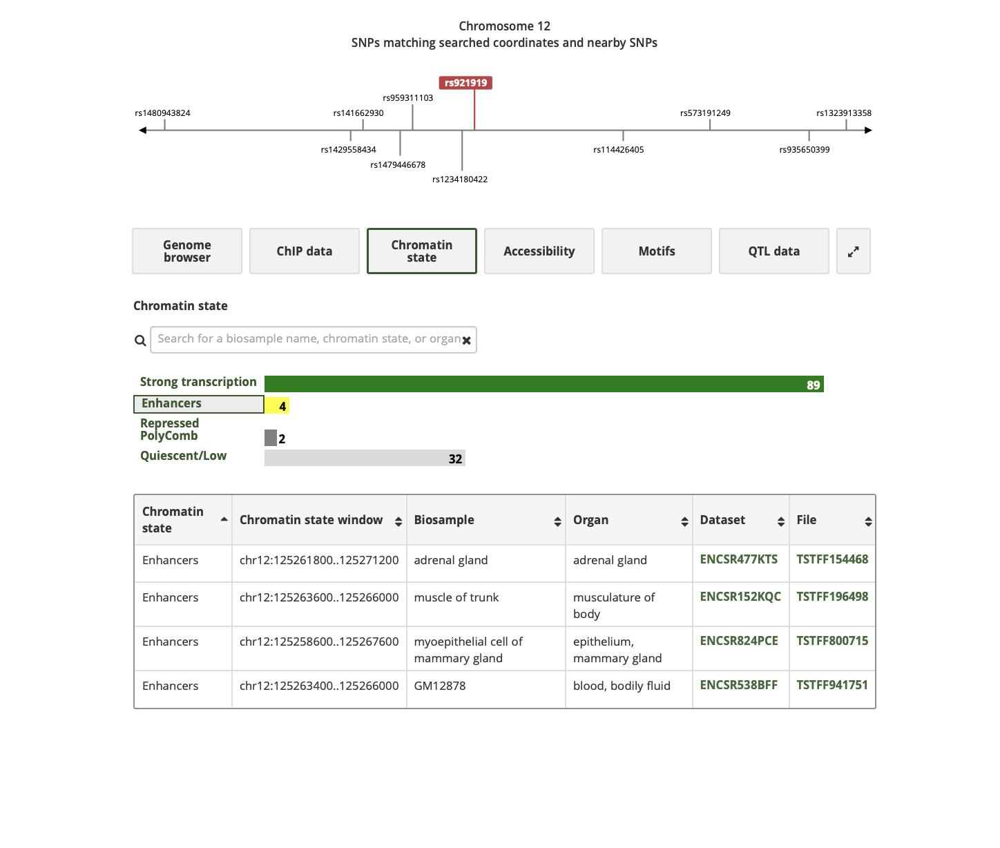 Chromosome 12
SNPs matching searched coordinates and nearby SNPs
rs921919
rs959311103
rs1480943824 rs141662930 rs573191249 rs1323913358
rs1429558434 rs114426405 rs935650399
rs1479446678
rs1234180422
Genome browser ChIP data Chromatin state Accessibility Motifs QTL data
Chromatin state
Search for a biosample name, chromatin state, or organ
Strong transcription 89
Enhancers 4
Repressed
PolyComb 2
Quiescent/Low 32
Chromatin state Chromatin state window Biosample Organ Dataset File
Enhancers chr12:125261800..125271200 adrenal gland adrenal gland ENCSR477KTS TSTFF154468
Enhancers chr12:125263600..125266000 muscle of trunk musculature of body ENCSR152KQC TSTFF196498
Enhancers chr12:125258600..125267600 myoepithelial cell of mammary gland epithelium, mammary gland ENCSR824PCE TSTFF800715
Enhancers chr12:125263400..125266000 GM12878 blood, bodily fluid ENCSR538BFF TSTFF941751